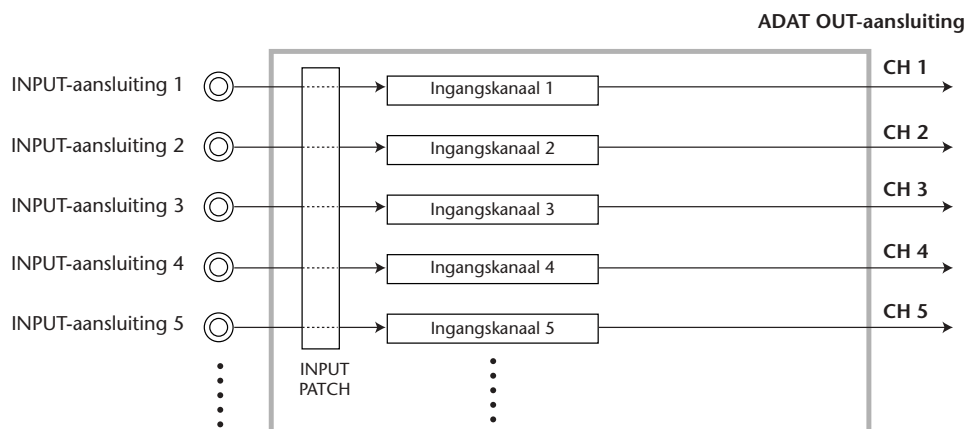 ADAT OUT-aansluiting
INPUT-aansluiting 1
Ingangskanaal 1
CH 1
INPUT-aansluiting 2
Ingangskanaal 2
CH 2
INPUT-aansluiting 3
Ingangskanaal 3
CH 3
INPUT-aansluiting 4
Ingangskanaal 4
CH 4
INPUT-aansluiting 5
Ingangskanaal 5
CH 5
INPUT
PATCH